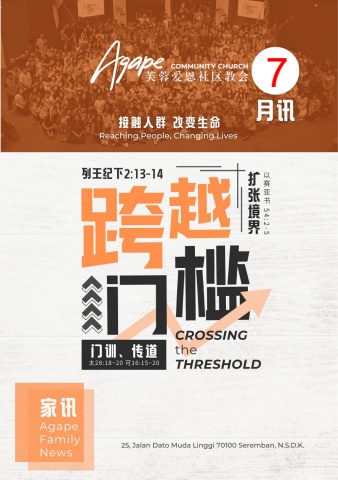 Agape
COMMUNITY CHURCH
芙蓉爱恩社区教会
7
月讯
接触人群 改变生命
Reaching People, Changing Lives
列王纪下2:13-14
跨越
门槛
扩张境界
以赛亚书 54:2-5
CROSSING
the
THRESHOLD
门训、传道
太28:18-20 可16:15-20
家讯
Agape
Family
News
25, Jalan Dato Muda Linggi 70100 Seremban, N.S.D.K.